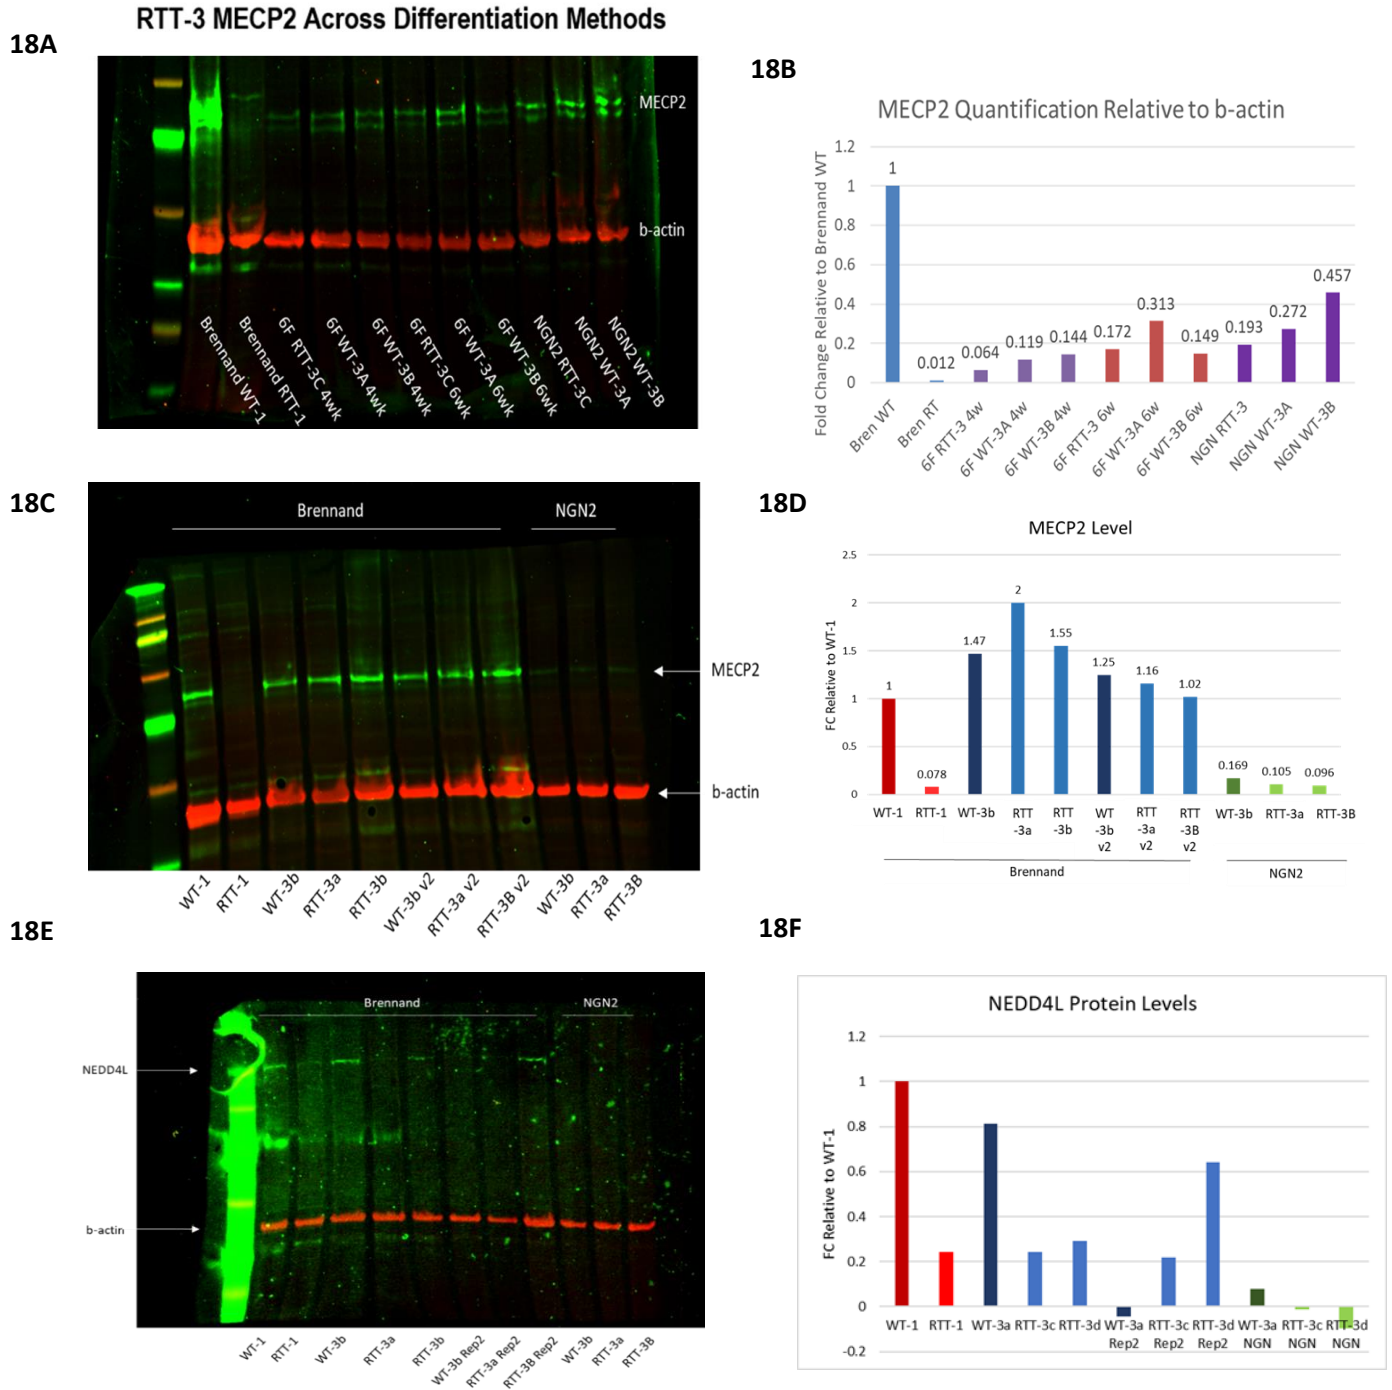 RTT-3 MECP2 Across Differentiation Methods
18A
MECP2
b-actin
Brennand WT-1
Brennand RTT-1
6F RTT-3C 4wk
6F WT-3A 4wk
6F WT-3B 4wk
6F RTT-3C 6wk
6F WT-3A 6wk
6F WT-3B 6wk
NGN2 RTT-3C
NGN2 WT-3A
NGN2 WT-3B
18B
MECP2 Quantification Relative to b-actin
Fold Change Relative to Brennand WT
1.2
1
0.8
0.6
0.4
0.2
0
1
0.012
0.064
0.119
0.144
0.172
0.313
0.149
0.193
0.272
0.457
Bren WT
Bren RT
6F RTT-3 4w
6F WT-3A 4w
6F WT-3B 4w
6F RTT-3 6w
6F WT-3A 6w
6F WT-3B 6w
NGN RTT-3
NGN WT-3A
NGN WT-3B
18C
Brennand
NGN2
MECP2
b-actin
WT-1
RTT-1
WT-3b
RTT-3a
RTT-3b
WT-3b v2
RTT-3a v2
RTT-3B v2
WT-3b
RTT-3a
RTT-3B
18D
MECP2 Level
FC Relative to WT-1
2.5
2
1.5
1
0.5
0
1
0.078
1.47
2
1.55
1.25
1.16
1.02
0.169
0.105
0.096
WT-1
RTT-1
WT-3b
RTT
-3a
RTT
-3b
WT
-3b
v2
RTT
-3a
v2
RTT
-3B
v2
WT-3b
RTT-3a
RTT-3B
Brennand
NGN2
18E
Brennand
NGN2
NEDD4L
b-actin
WT-1
RTT-1
WT-3b
RTT-3a
RTT-3b
WT-3b Rep2
RTT-3a Rep2
RTT-3B Rep2
WT-3b
RTT-3a
RTT-3B
18F
NEDD4L Protein Levels
FC Relative to WT-1
1.2
1
0.8
0.6
0.4
0.2
0
-0.2
WT-1
RTT-1
WT-3a
RTT-3c
RTT-3d
WT-3a
Rep2
RTT-3c
Rep2
RTT-3d
Rep2
WT-3a
NGN
RTT-3c
NGN
RTT-3d
NGN